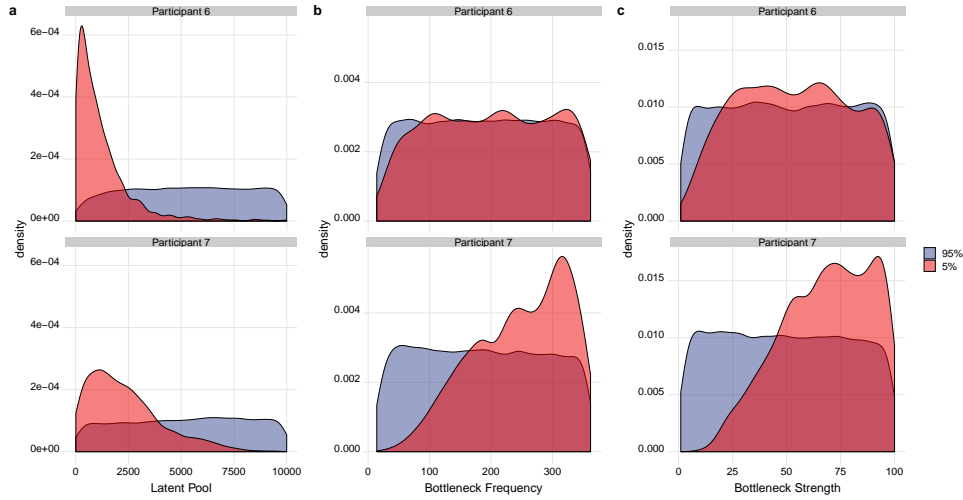 a
Participant 6
6e−04
4e−04
2e−04
0e+00
Participant 7
6e−04
4e−04
2e−04
0e+00
0 2500 5000 7500 10000
Latent Pool
density
b
Participant 6
0.004
0.002
0.000
Participant 7
0.004
0.002
0.000
0 100 200 300
Bottleneck Frequency
density
c
Participant 6
0.015
0.010
0.005
0.000
Participant 7
0.015
0.010
0.005
0.000
0 25 50 75 100
Bottleneck Strength
density
95%
5%